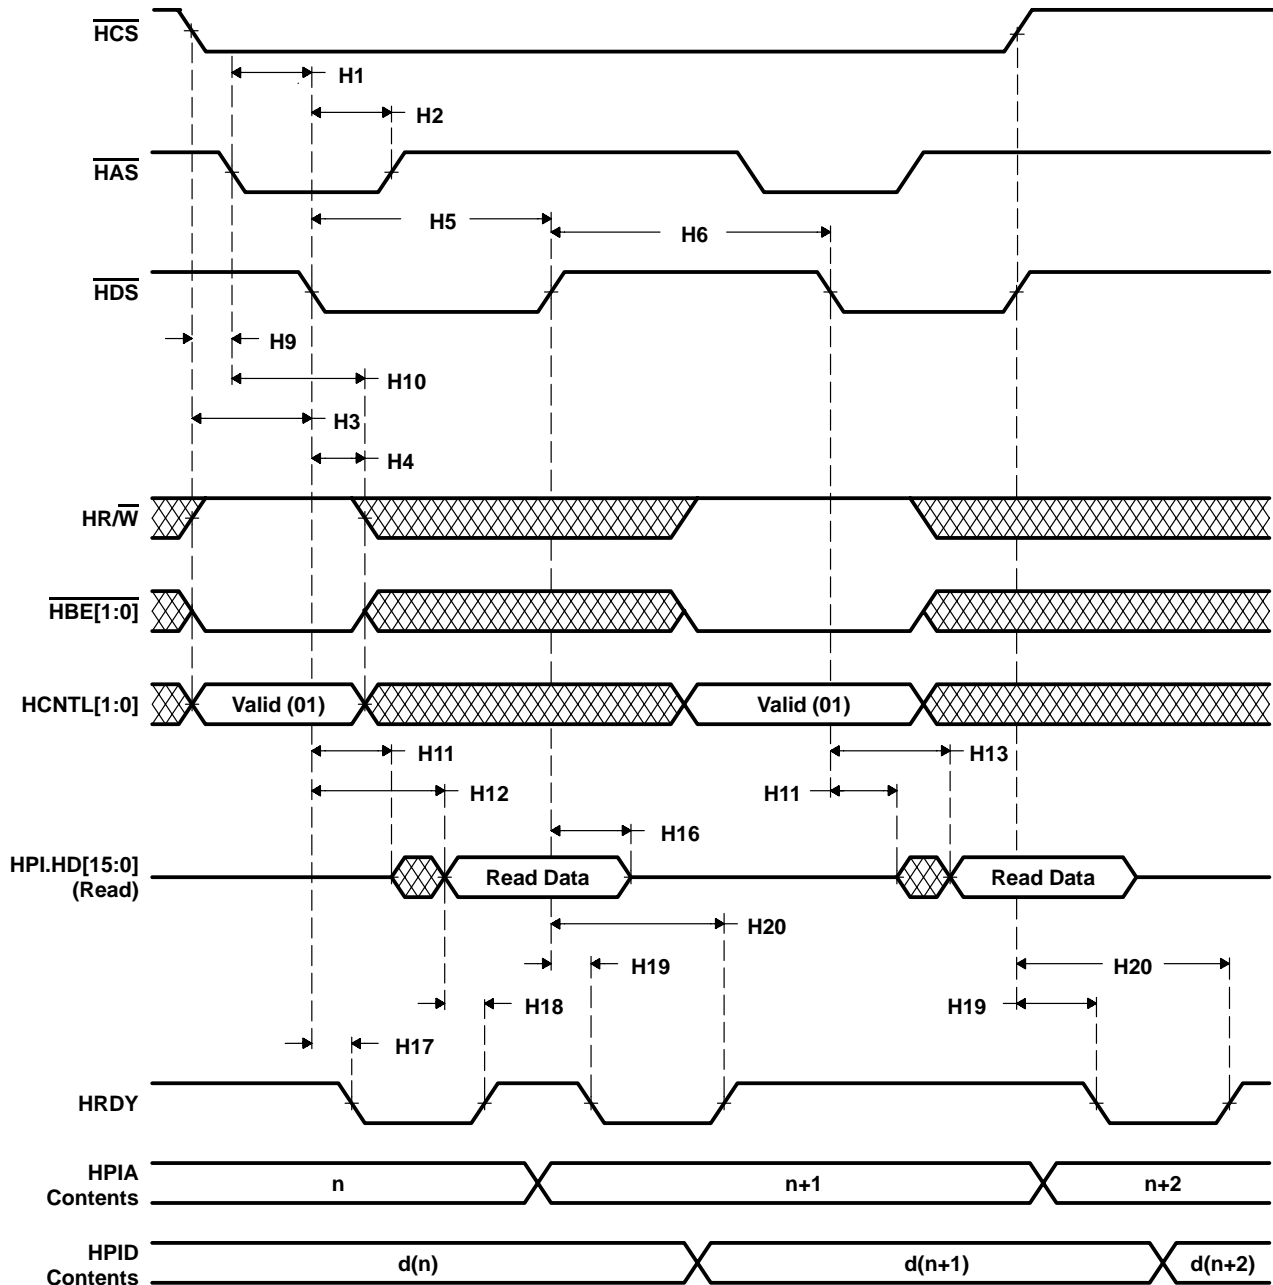 HCS
H1
H2
HAS
H5
H6
HDS
H9
H10
H3
H4
HR/W
HBE[1:0]
HCNTL[1:0]
Valid (01)
Valid (01)
H11
H13
H12
H11
H16
HPI.HD[15:0]
(Read)
Read Data
Read Data
H20
H19
H20
H18
H19
H17
HRDY
HPIA
Contents
n
n+1
n+2
HPID
Contents
d(n)
d(n+1)
d(n+2)